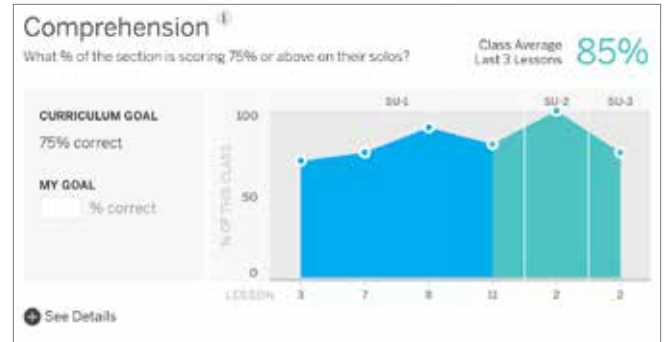 Comprehension i
What % of the section is scoring 75% or above on their solos?
Class Average
Last 3 Lessons
85%
CURRICULUM GOAL
75% correct
MY GOAL
% correct
% OF THIS CLASS
100
50
0
SU-1 SU-2 SU-3
LESSON 3 7 8 11 2 2
See Details